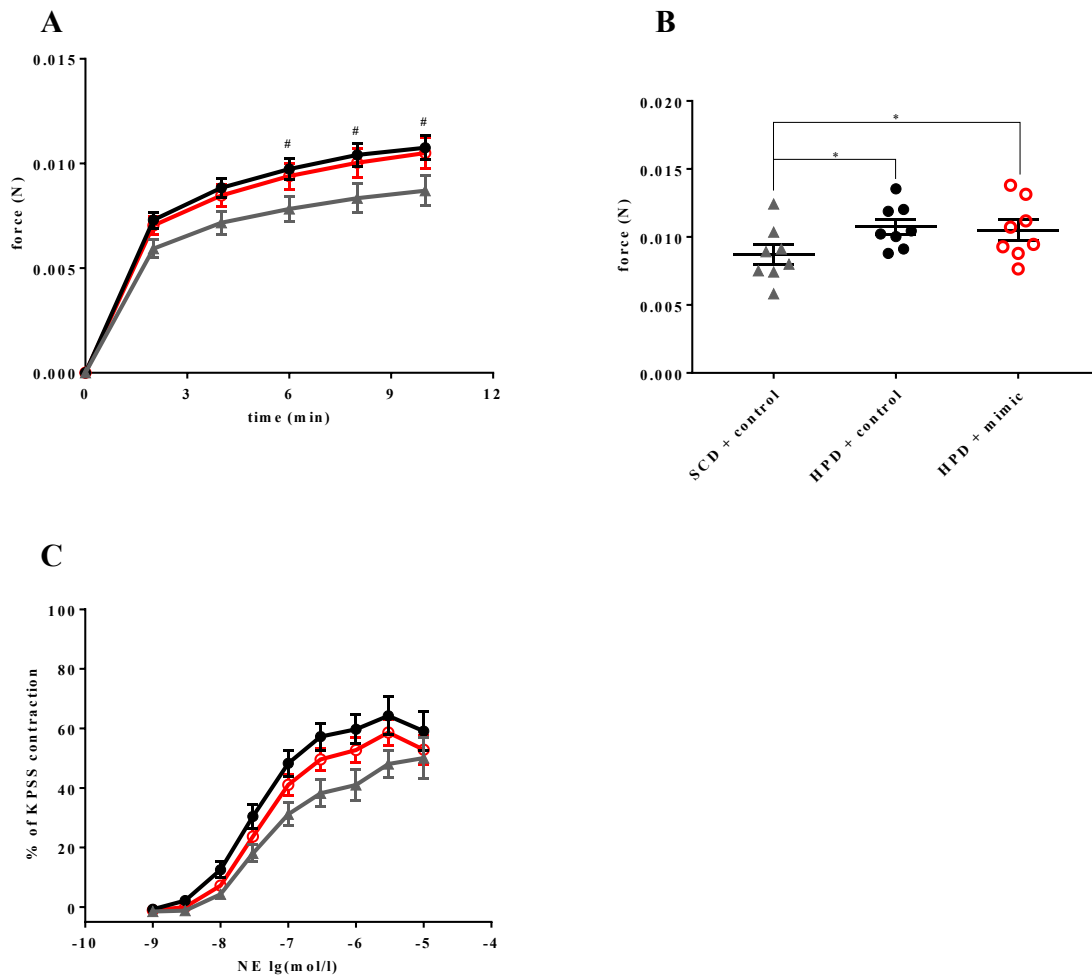 A
0.015
0.010
0.005
0.000
force (N)
# # #
0 3 6 9 12
time (min)
B
0.020
0.015
0.010
0.005
0.000
force (N)
*
*
SCD + control
HPD + control
HPD + mimic
C
100
80
60
40
20
0
% of KPSS contraction
-10 -9 -8 -7 -6 -5 -4
NE lg(mol/l)